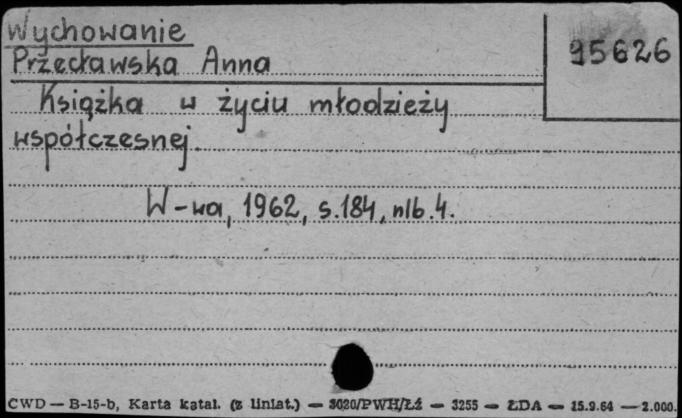 Wychowanie
95626
Przecławska Anna
Książka w życiu młodzieży
współczesnej.
W-wa, 1962, s.184, nlb.4.
CWD — B-15-b, Karta katal. (z liniat.) — 3020/PWH/Łź — 3255 — ŁDA — 15.9.64 — 2.000.